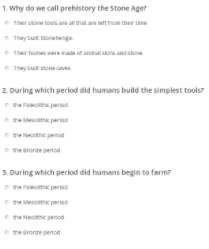 1. Why do we call prehistory the Stone Age?
Their stone tools are all that are left from their time.
They built Stonehenge.
Their homes were made of animal skins and stone.
They built stone caves.
2. During which period did humans build the simplest tools?
the Paleolithic period
the Mesolithic period
the Neolithic period
the Bronze period
3. During which period did humans begin to farm?
the Paleolithic period
the Mesolithic period
the Neolithic period
the Bronze period